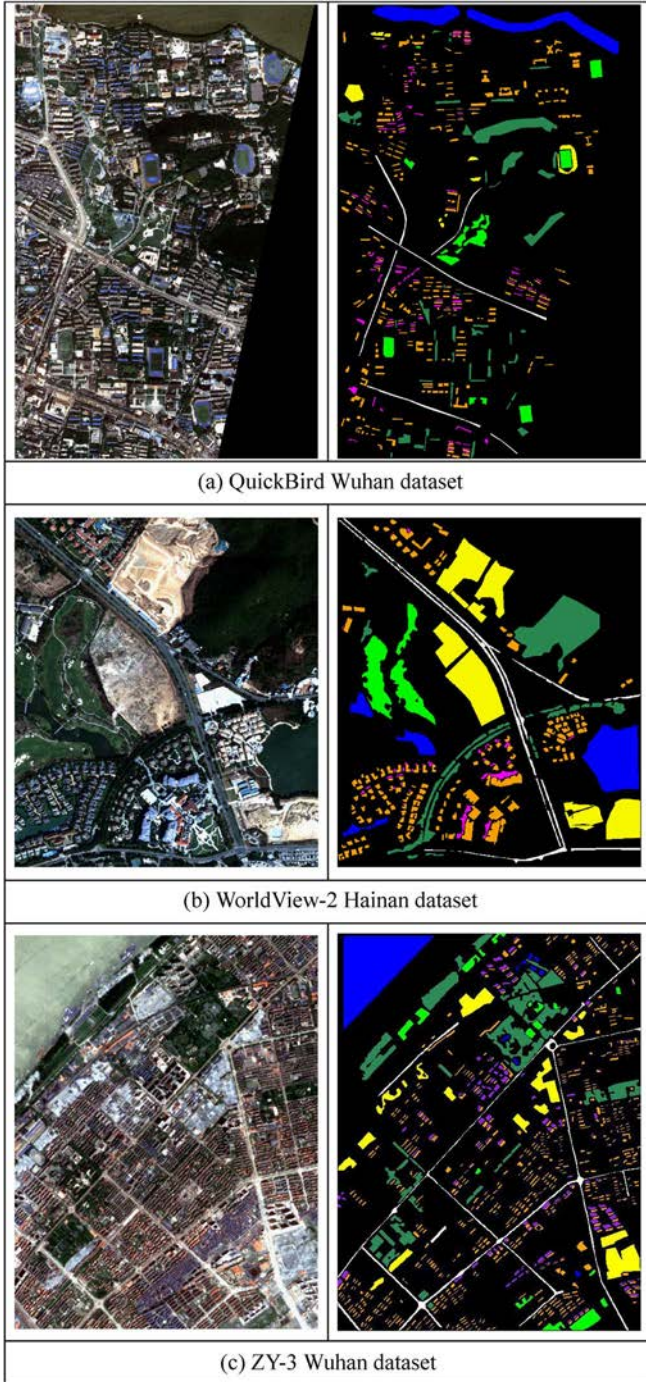 (a) QuickBird Wuhan dataset
(b) WorldView-2 Hainan dataset
(c) ZY-3 Wuhan dataset